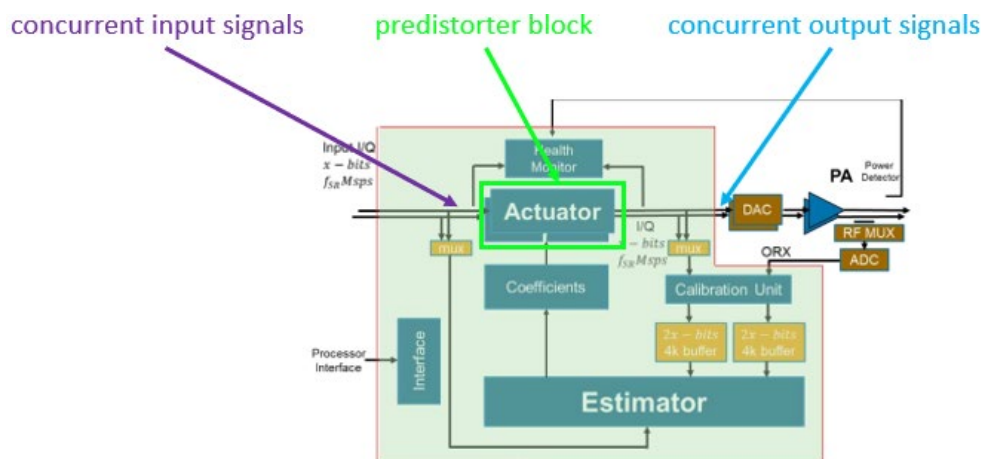 concurrent input signals
predistorter block
concurrent output signals
Input I/Q
x − bits
f_SR Msps
Health
Monitor
PA
Power
Detector
Actuator
DAC
I/Q
− bits
f_SR Msps
mux
mux
RF MUX
ORX
ADC
Coefficients
Calibration Unit
2x − bits
4k buffer
2x − bits
4k buffer
Processor
Interface
Interface
Estimator